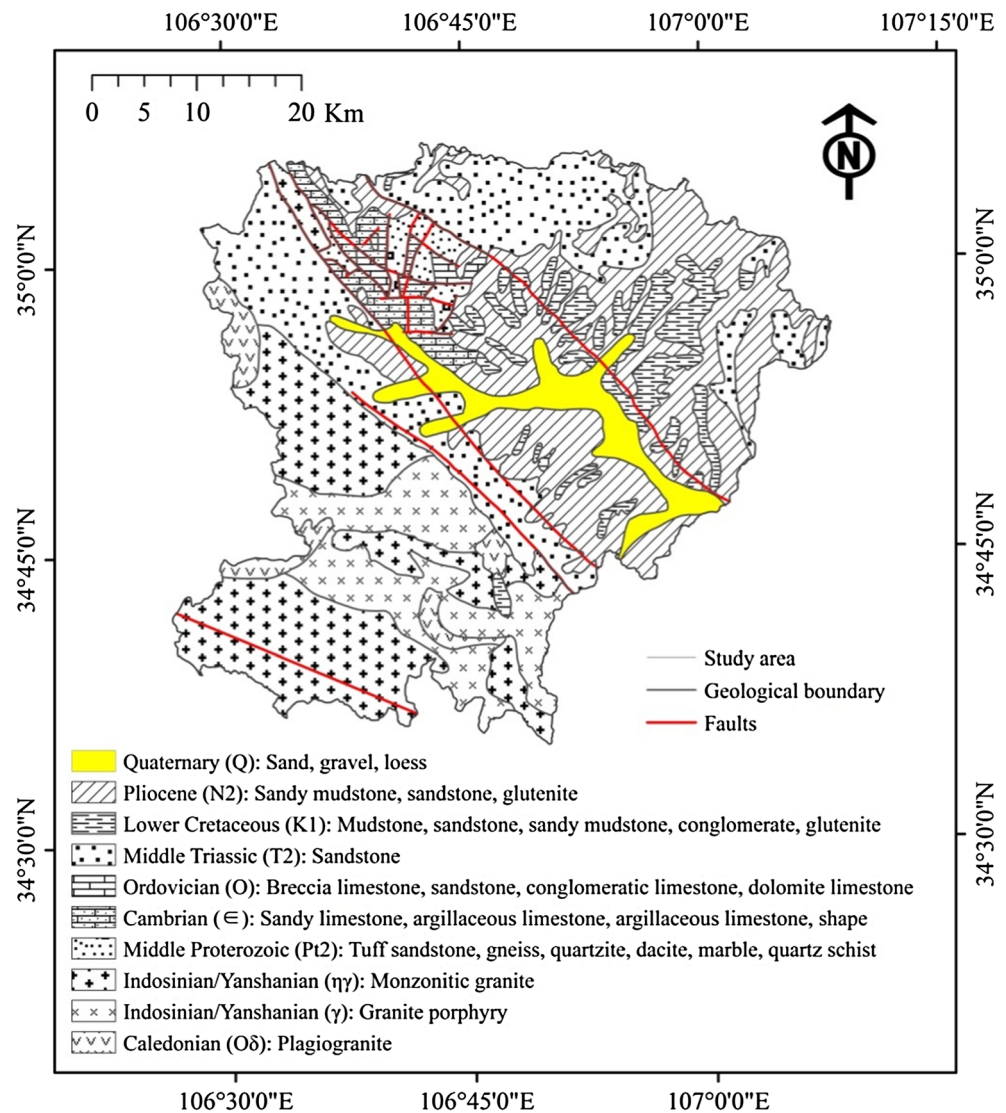 106°30'0"E 106°45'0"E 107°0'0"E 107°15'0"E
0 5 10 20 Km
N
35°0'0"N
35°0'0"N
34°45'0"N
34°45'0"N
34°30'0"N
34°30'0"N
Study area
Geological boundary
Faults
Quaternary (Q): Sand, gravel, loess
Pliocene (N2): Sandy mudstone, sandstone, glutenite
Lower Cretaceous (K1): Mudstone, sandstone, sandy mudstone, conglomerate, glutenite
Middle Triassic (T2): Sandstone
Ordovician (O): Breccia limestone, sandstone, conglomeratic limestone, dolomite limestone
Cambrian (∈): Sandy limestone, argillaceous limestone, argillaceous limestone, shape
Middle Proterozoic (Pt2): Tuff sandstone, gneiss, quartzite, dacite, marble, quartz schist
Indosinian/Yanshanian (ηγ): Monzonitic granite
Indosinian/Yanshanian (γ): Granite porphyry
Caledonian (Oδ): Plagiogranite
106°30'0"E 106°45'0"E 107°0'0"E